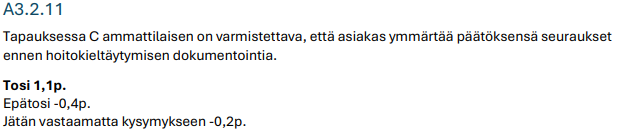 A3.2.11
Tapauksessa C ammattilaisen on varmistettava, että asiakas ymmärtää päätöksensä seuraukset
ennen hoitokieltäytymisen dokumentointia.
Tosi 1,1p.
Epätosi -0,4p.
Jätän vastaamatta kysymykseen -0,2p.